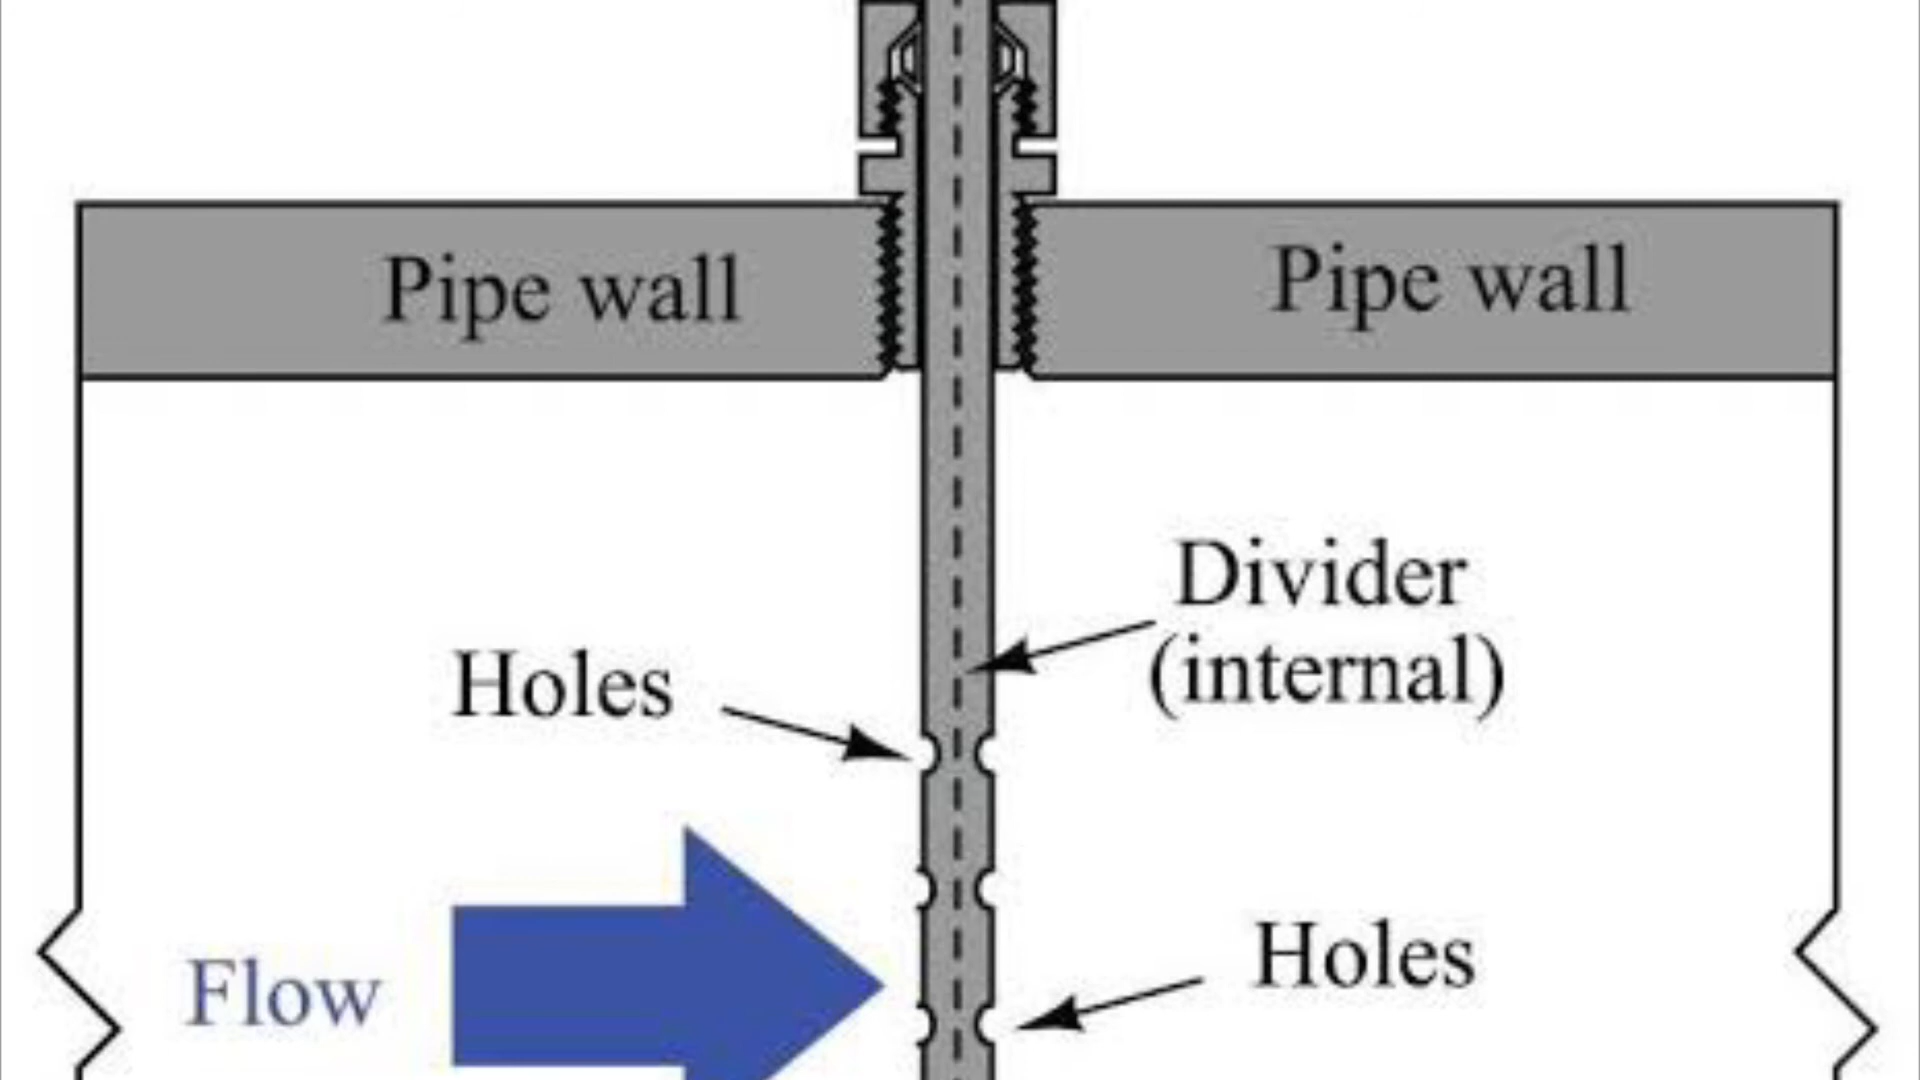 Pipe wall
Pipe wall
Divider
(internal)
Holes
Holes
Flow